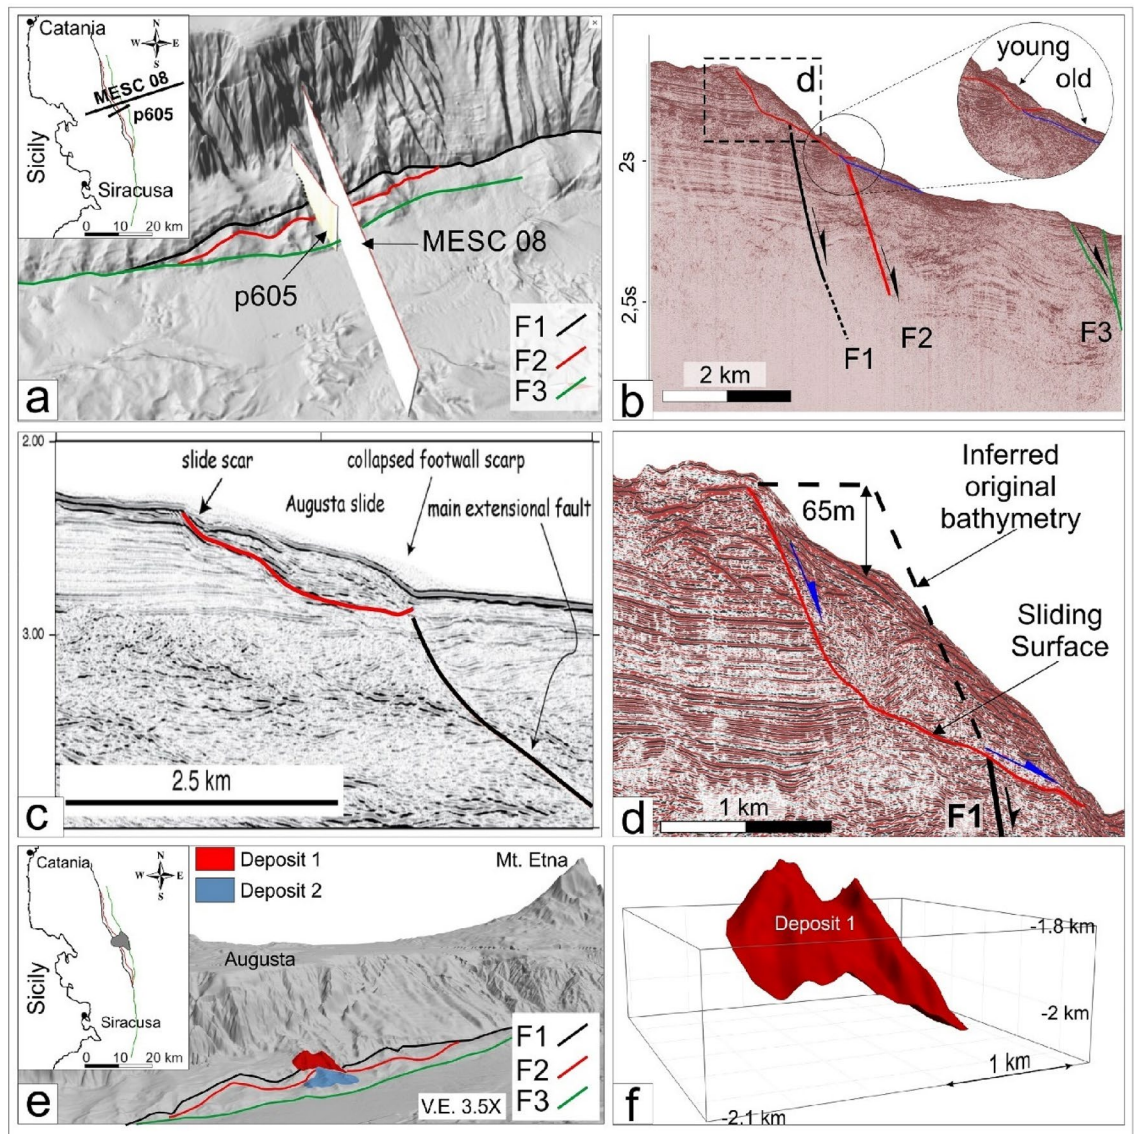 Catania
N
W E
S
MESC 08
p605
Sicily
Siracusa
0 10 20 km
MESC 08
p605
F1
F2
F3
a
young
old
d
2s
2,5s
F1
F2
F3
2 km
b
2.00
slide scar
collapsed footwall scarp
Augusta slide
main extensional fault
3.00
2.5 km
c
Inferred
original
bathymetry
65m
Sliding
Surface
1 km
F1
d
Catania
N
W E
S
Sicily
Siracusa
0 10 20 km
Deposit 1
Deposit 2
Mt. Etna
Augusta
F1
F2
F3
V.E. 3.5X
e
Deposit 1
-1.8 km
-2 km
1 km
-2.1 km
f